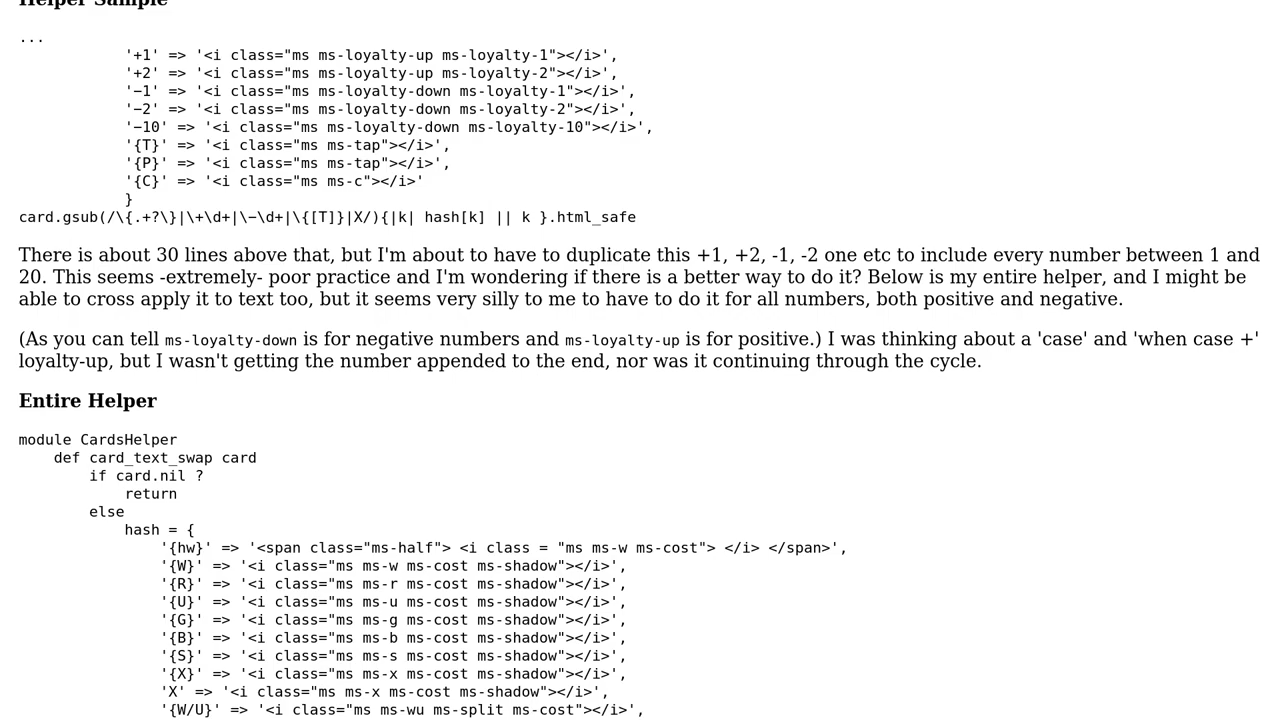 Helper Sample
...
'+1' => '<i class="ms ms-loyalty-up ms-loyalty-1"></i>',
'+2' => '<i class="ms ms-loyalty-up ms-loyalty-2"></i>',
'−1' => '<i class="ms ms-loyalty-down ms-loyalty-1"></i>',
'−2' => '<i class="ms ms-loyalty-down ms-loyalty-2"></i>',
'−10' => '<i class="ms ms-loyalty-down ms-loyalty-10"></i>',
'{T}' => '<i class="ms ms-tap"></i>',
'{P}' => '<i class="ms ms-tap"></i>',
'{C}' => '<i class="ms ms-c"></i>'
}
card.gsub(/\{.+?\}|\+\d+|\−\d+|\{[T]}|X/){|k| hash[k] || k }.html_safe
There is about 30 lines above that, but I'm about to have to duplicate this +1, +2, -1, -2 one etc to include every number between 1 and
20. This seems -extremely- poor practice and I'm wondering if there is a better way to do it? Below is my entire helper, and I might be
able to cross apply it to text too, but it seems very silly to me to have to do it for all numbers, both positive and negative.
(As you can tell ms-loyalty-down is for negative numbers and ms-loyalty-up is for positive.) I was thinking about a 'case' and 'when case +'
loyalty-up, but I wasn't getting the number appended to the end, nor was it continuing through the cycle.
Entire Helper
module CardsHelper
def card_text_swap card
if card.nil ?
return
else
hash = {
'{hw}' => '<span class="ms-half"> <i class = "ms ms-w ms-cost"> </i> </span>',
'{W}' => '<i class="ms ms-w ms-cost ms-shadow"></i>',
'{R}' => '<i class="ms ms-r ms-cost ms-shadow"></i>',
'{U}' => '<i class="ms ms-u ms-cost ms-shadow"></i>',
'{G}' => '<i class="ms ms-g ms-cost ms-shadow"></i>',
'{B}' => '<i class="ms ms-b ms-cost ms-shadow"></i>',
'{S}' => '<i class="ms ms-s ms-cost ms-shadow"></i>',
'{X}' => '<i class="ms ms-x ms-cost ms-shadow"></i>',
'X' => '<i class="ms ms-x ms-cost ms-shadow"></i>',
'{W/U}' => '<i class="ms ms-wu ms-split ms-cost"></i>',